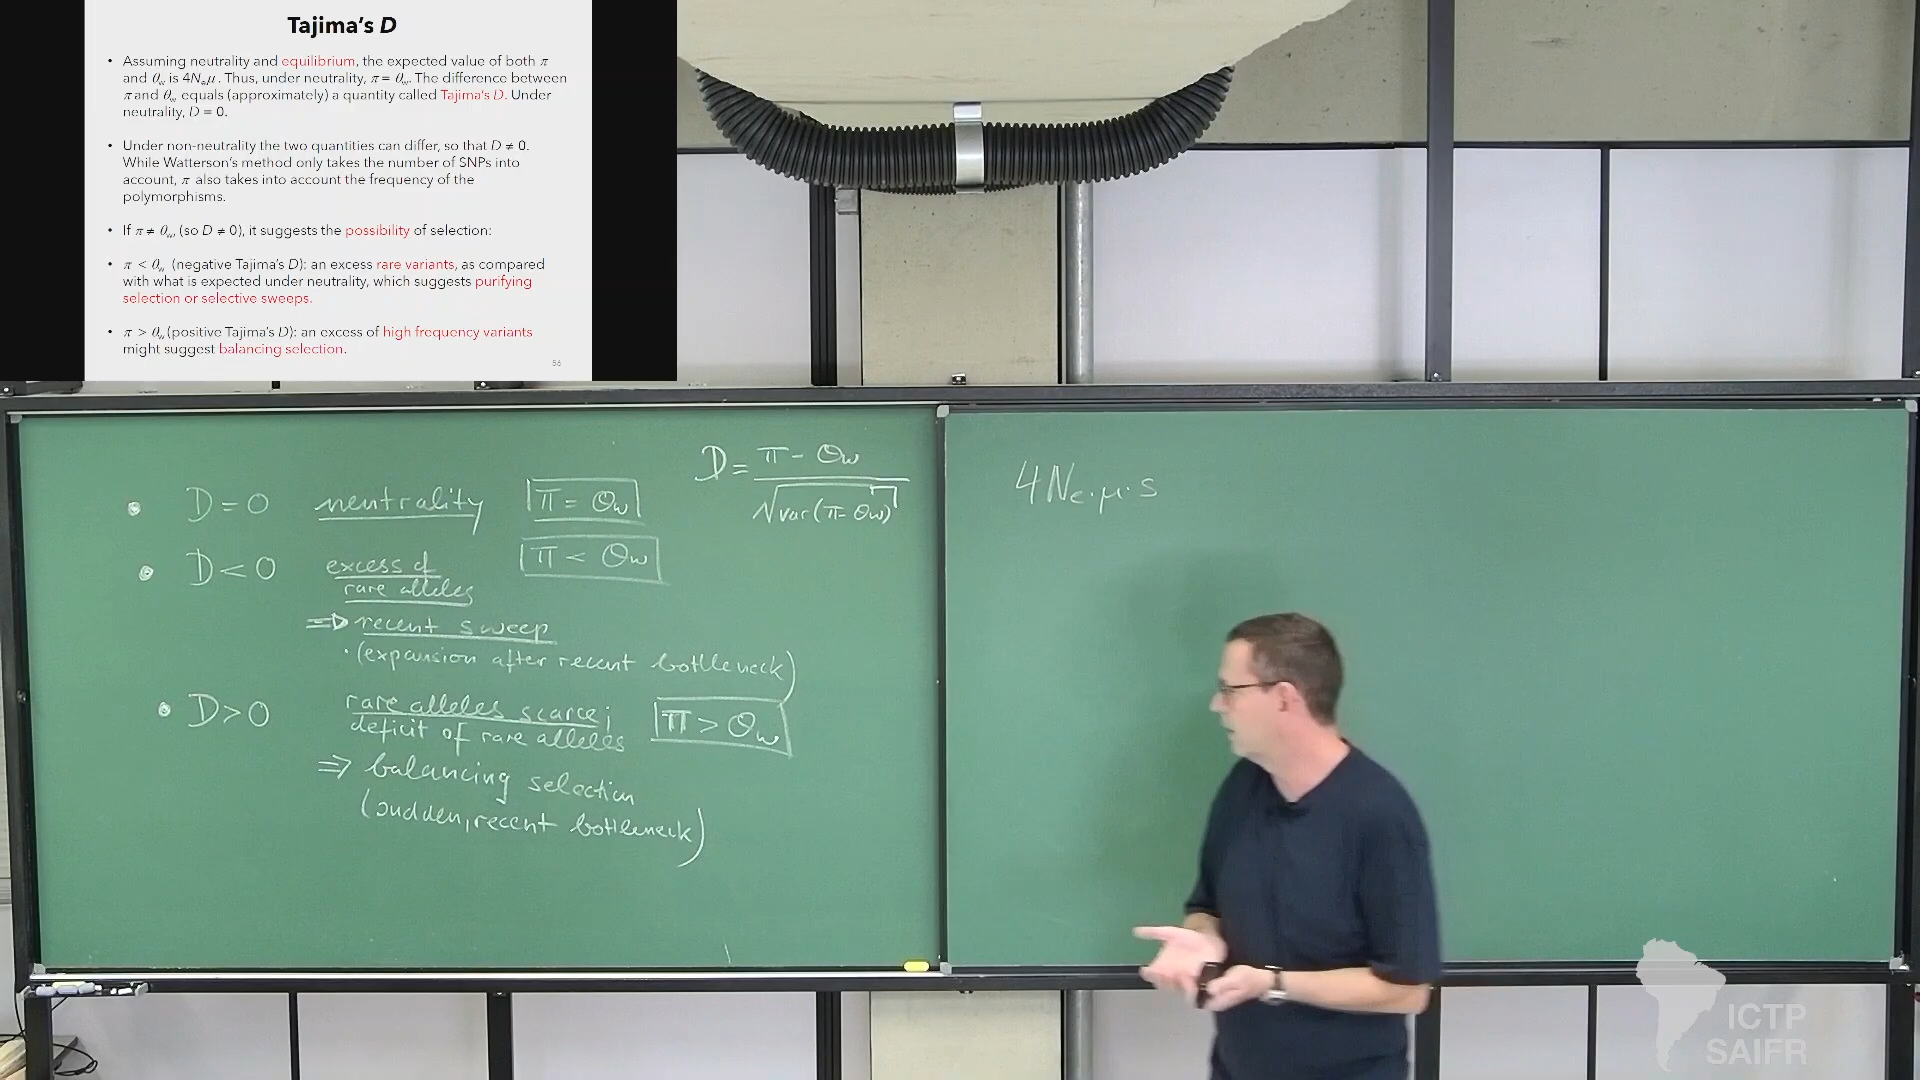 Tajima's D
• Assuming neutrality and equilibrium, the expected value of both π
and θw is 4Neμ. Thus, under neutrality, π = θw. The difference between
π and θw equals (approximately) a quantity called Tajima's D. Under
neutrality, D = 0.
• Under non-neutrality the two quantities can differ, so that D ≠ 0.
While Watterson's method only takes the number of SNPs into
account, π also takes into account the frequency of the
polymorphisms.
• If π ≠ θw, (so D ≠ 0), it suggests the possibility of selection:
• π < θw (negative Tajima's D): an excess rare variants, as compared
with what is expected under neutrality, which suggests purifying
selection or selective sweeps.
• π > θw (positive Tajima's D): an excess of high frequency variants
might suggest balancing selection.
56
D = π - θw
√var(π - θw)
• D = 0 neutrality π = θw
• D < 0 excess of π < θw
rare alleles
⇒ recent sweep
• (expansion after recent bottleneck)
• D > 0 rare alleles scarce; π > θw
deficit of rare alleles
⇒ balancing selection
(sudden, recent bottleneck)
4Ne·μ·s
ICTP
SAIFR